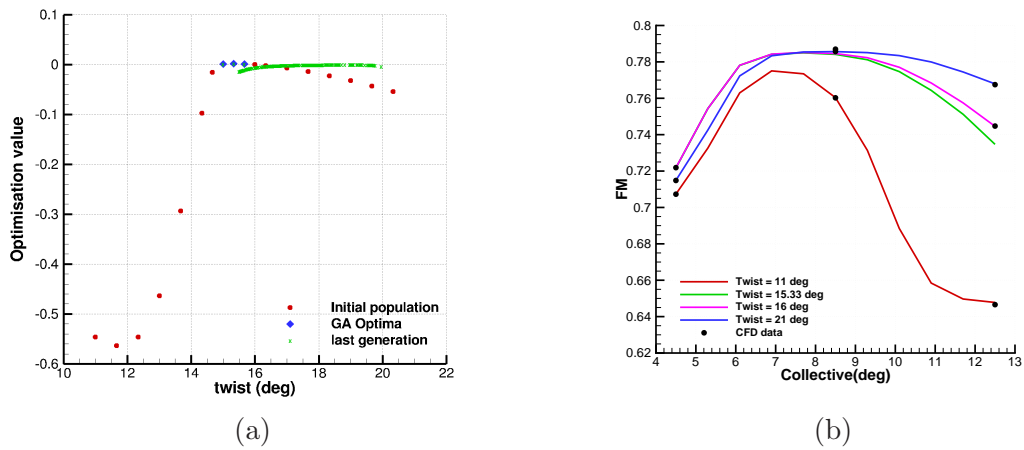 0.1
0
-0.1
-0.2
-0.3
-0.4
-0.5
-0.6
Optimisation value
10 12 14 16 18 20 22
twist (deg)
Initial population
GA Optima
last generation
(a)
0.8
0.78
0.76
0.74
0.72
0.7
0.68
0.66
0.64
0.62
FM
4 5 6 7 8 9 10 11 12 13
Collective(deg)
Twist = 11 deg
Twist = 15.33 deg
Twist = 16 deg
Twist = 21 deg
CFD data
(b)